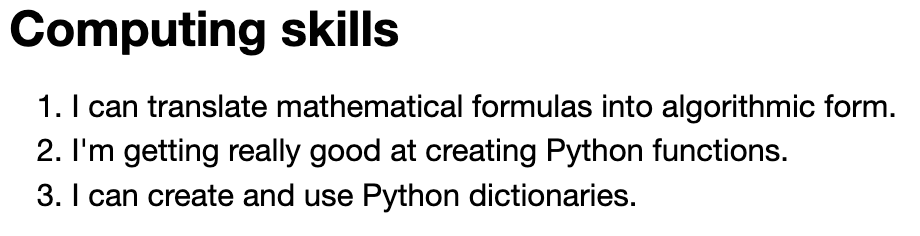 Computing skills
1. I can translate mathematical formulas into algorithmic form.
2. I'm getting really good at creating Python functions.
3. I can create and use Python dictionaries.